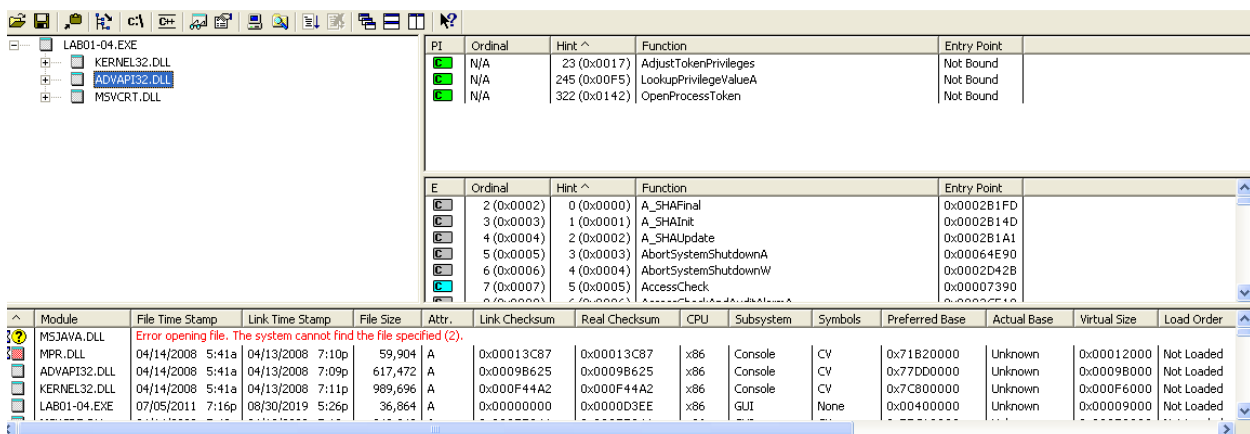 LAB01-04.EXE
KERNEL32.DLL
ADVAPI32.DLL
MSVCRT.DLL
PI Ordinal Hint ^ Function Entry Point
C N/A 23 (0x0017) AdjustTokenPrivileges Not Bound
C N/A 245 (0x00F5) LookupPrivilegeValueA Not Bound
C N/A 322 (0x0142) OpenProcessToken Not Bound
E Ordinal Hint ^ Function Entry Point
C 2 (0x0002) 0 (0x0000) A_SHAFinal 0x0002B1FD
C 3 (0x0003) 1 (0x0001) A_SHAInit 0x0002B14D
C 4 (0x0004) 2 (0x0002) A_SHAUpdate 0x0002B1A1
C 5 (0x0005) 3 (0x0003) AbortSystemShutdownA 0x00064E90
C 6 (0x0006) 4 (0x0004) AbortSystemShutdownW 0x0002D42B
C 7 (0x0007) 5 (0x0005) AccessCheck 0x00007390
^ Module File Time Stamp Link Time Stamp File Size Attr. Link Checksum Real Checksum CPU Subsystem Symbols Preferred Base Actual Base Virtual Size Load Order
MSJAVA.DLL Error opening file. The system cannot find the file specified (2).
MPR.DLL 04/14/2008 5:41a 04/13/2008 7:10p 59,904 A 0x00013C87 0x00013C87 x86 Console CV 0x71B20000 Unknown 0x00012000 Not Loaded
ADVAPI32.DLL 04/14/2008 5:41a 04/13/2008 7:09p 617,472 A 0x0009B625 0x0009B625 x86 Console CV 0x77DD0000 Unknown 0x0009B000 Not Loaded
KERNEL32.DLL 04/14/2008 5:41a 04/13/2008 7:11p 989,696 A 0x000F44A2 0x000F44A2 x86 Console CV 0x7C800000 Unknown 0x000F6000 Not Loaded
LAB01-04.EXE 07/05/2011 7:16p 08/30/2019 5:26p 36,864 A 0x00000000 0x0000D3EE x86 GUI None 0x00400000 Unknown 0x00009000 Not Loaded